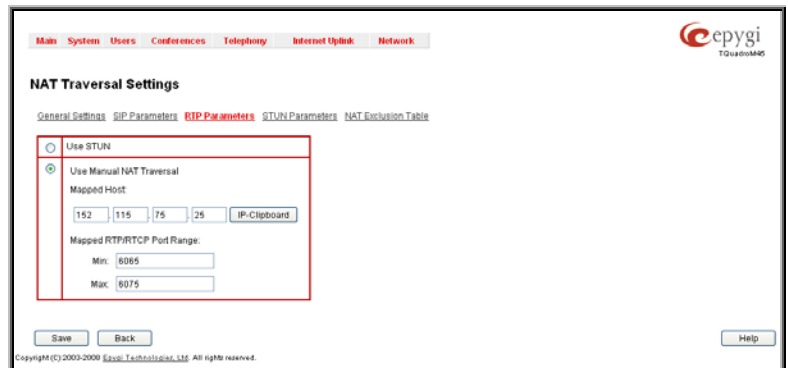 Main System Users Conferences Telephony Internet Uplink Network
epygi
TQuadroM45
NAT Traversal Settings
General Settings SIP Parameters RTP Parameters STUN Parameters NAT Exclusion Table
Use STUN
Use Manual NAT Traversal
Mapped Host:
152 . 115 . 75 . 25 IP-Clipboard
Mapped RTP/RTCP Port Range:
Min: 6065
Max: 6075
Save Back Help
Copyright (C) 2003-2008 Epygi Technologies, Ltd. All rights reserved.